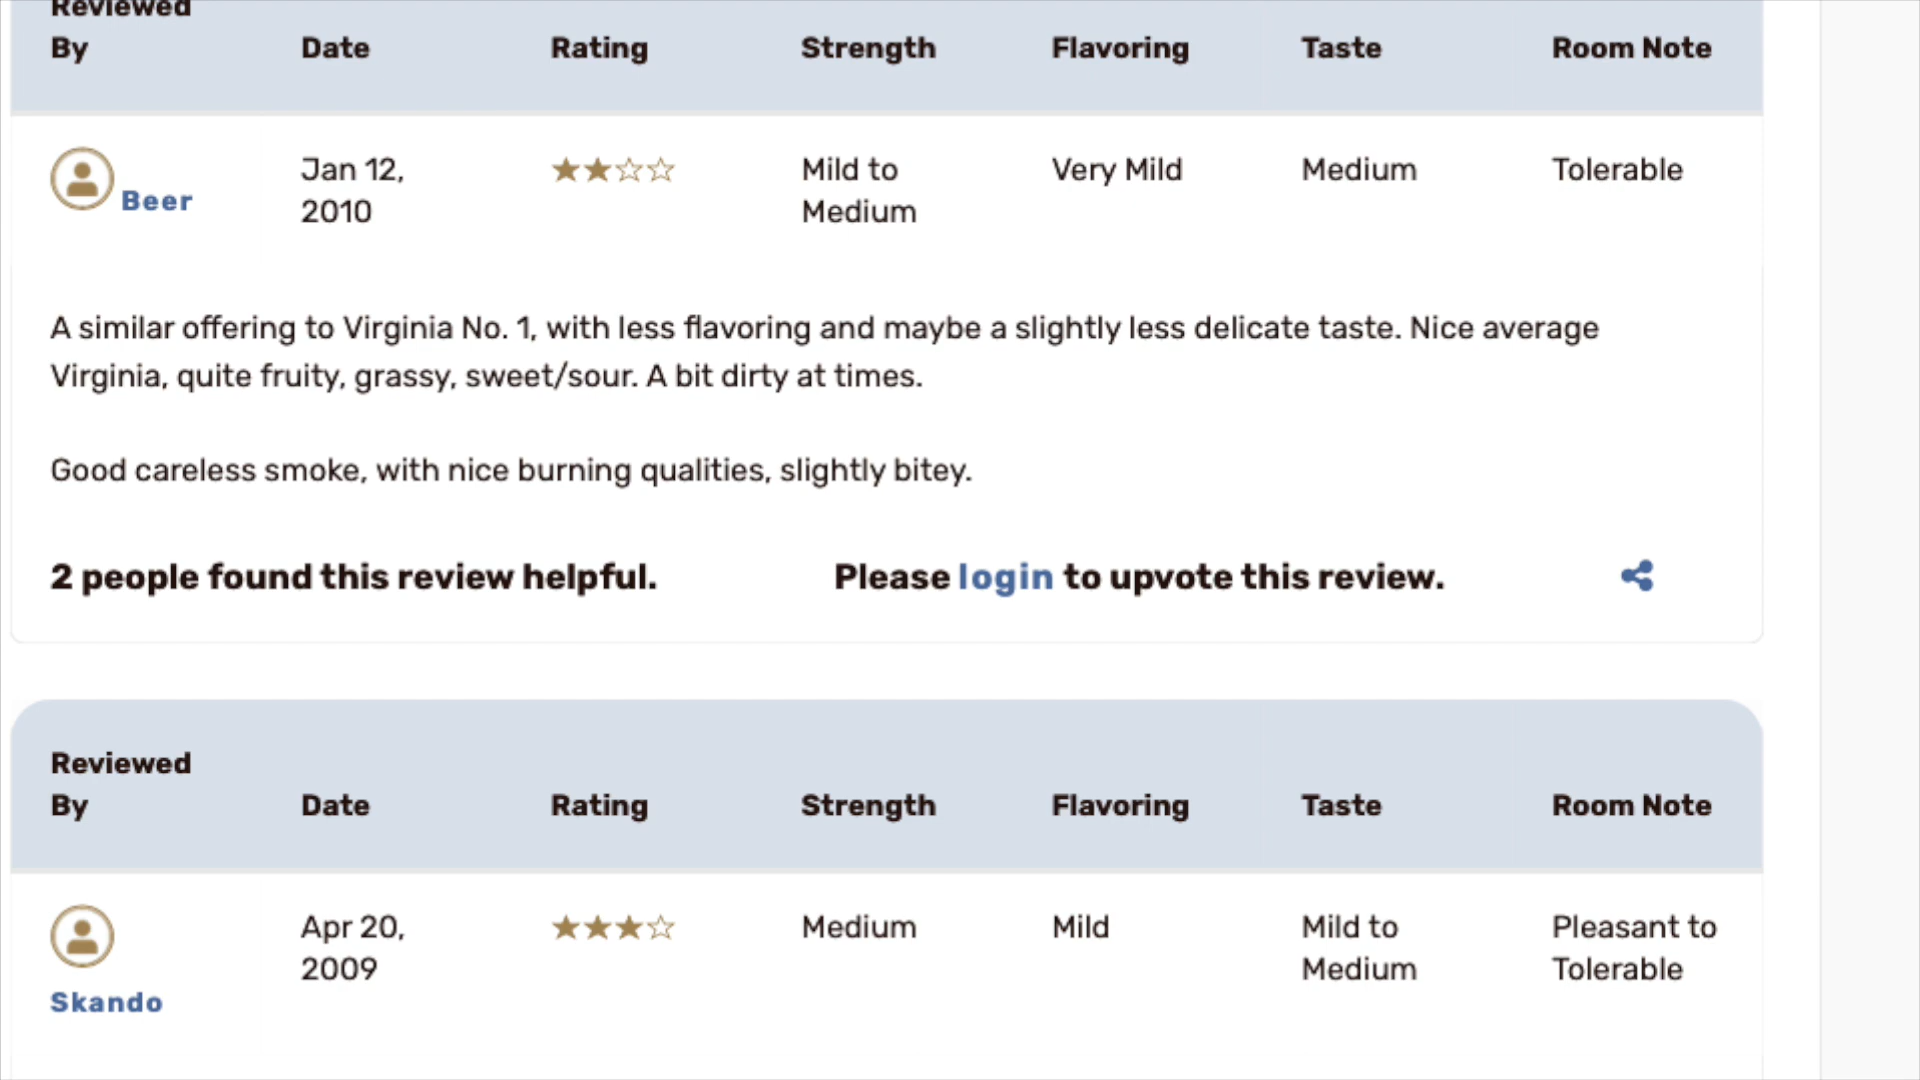 Reviewed
By Date Rating Strength Flavoring Taste Room Note
Beer Jan 12, Mild to Very Mild Medium Tolerable
2010 Medium
A similar offering to Virginia No. 1, with less flavoring and maybe a slightly less delicate taste. Nice average
Virginia, quite fruity, grassy, sweet/sour. A bit dirty at times.
Good careless smoke, with nice burning qualities, slightly bitey.
2 people found this review helpful. Please login to upvote this review.
Reviewed
By Date Rating Strength Flavoring Taste Room Note
Apr 20, Medium Mild Mild to Pleasant to
2009 Medium Tolerable
Skando